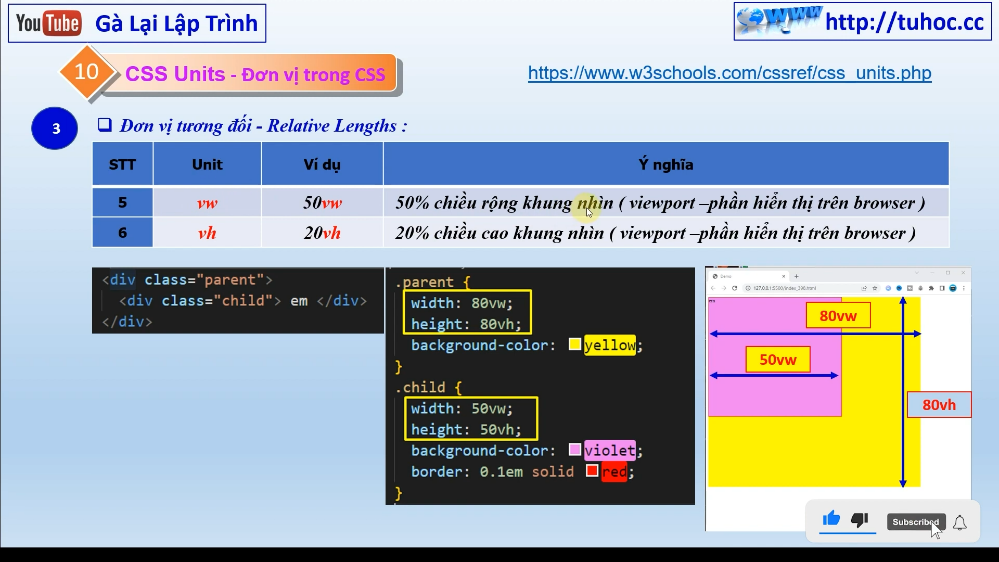 YouTube Gà Lại Lập Trình
http://tuhoc.cc
10 CSS Units - Đơn vị trong CSS
https://www.w3schools.com/cssref/css_units.php
3 Đơn vị tương đối - Relative Lengths :
STT Unit Ví dụ Ý nghĩa
5 vw 50vw 50% chiều rộng khung nhìn ( viewport –phần hiển thị trên browser )
6 vh 20vh 20% chiều cao khung nhìn ( viewport –phần hiển thị trên browser )
<div class="parent">
<div class="child"> em </div>
</div>
.parent {
width: 80vw;
height: 80vh;
background-color: yellow;
}
.child {
width: 50vw;
height: 50vh;
background-color: violet;
border: 0.1em solid red;
}
80vw
50vw
80vh
Subscribed